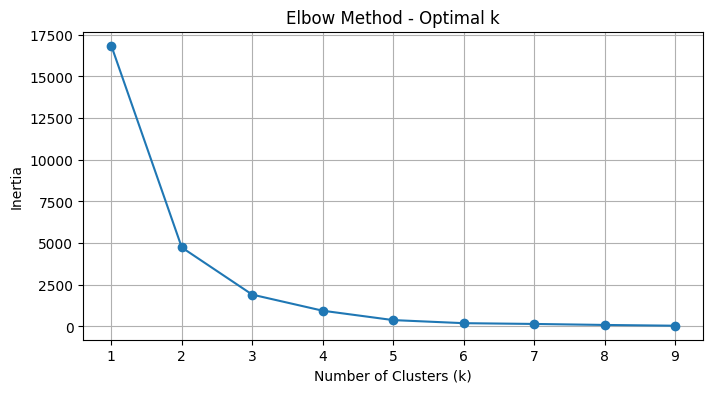 Elbow Method - Optimal k
17500
15000
12500
10000
7500
5000
2500
0
Inertia
1 2 3 4 5 6 7 8 9
Number of Clusters (k)